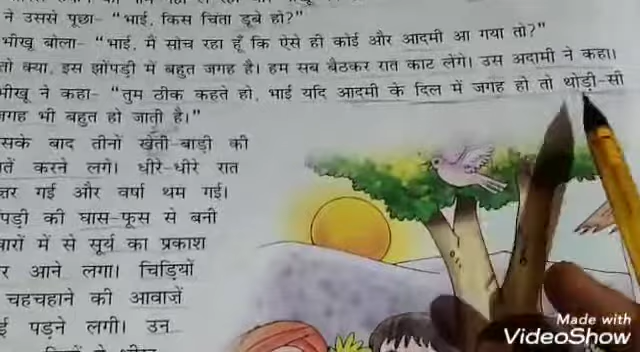 ने उससे पूछा- “भाई, किस चिंता डूबे हो?”
भीखू बोला- “भाई, मै सोच रहा हूँ कि ऐसे ही कोई और आदमी आ गया तो?”
तो क्या, इस झोंपड़ी में बहुत जगह है। हम सब बैठकर रात काट लेंगे। उस अदामी ने कहा।
भीखू ने कहा- “तुम ठीक कहते हो, भाई यदि आदमी के दिल में जगह हो तो थोड़ी-सी
जगह भी बहुत हो जाती है।”
सके बाद तीनों खेती-बाड़ी की
तें करने लगे। धीरे-धीरे रात
ज़र गई और वर्षा थम गई।
पड़ी की घास-फूस से बनी
वारों में से सूर्य का प्रकाश
र आने लगा। चिड़ियों
चहचहाने की आवाज़ें
ई पड़ने लगी। उन
Made with
VideoShow